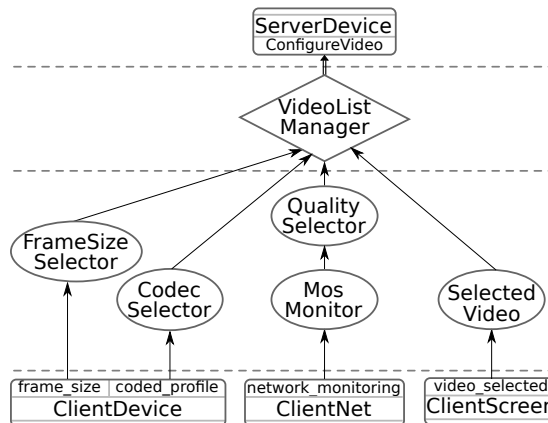 ServerDevice
ConfigureVideo
VideoList
Manager
Quality
Selector
FrameSize
Selector
Codec
Selector
Mos
Monitor
Selected
Video
frame_size
coded_profile
ClientDevice
network_monitoring
ClientNet
video_selected
ClientScreen